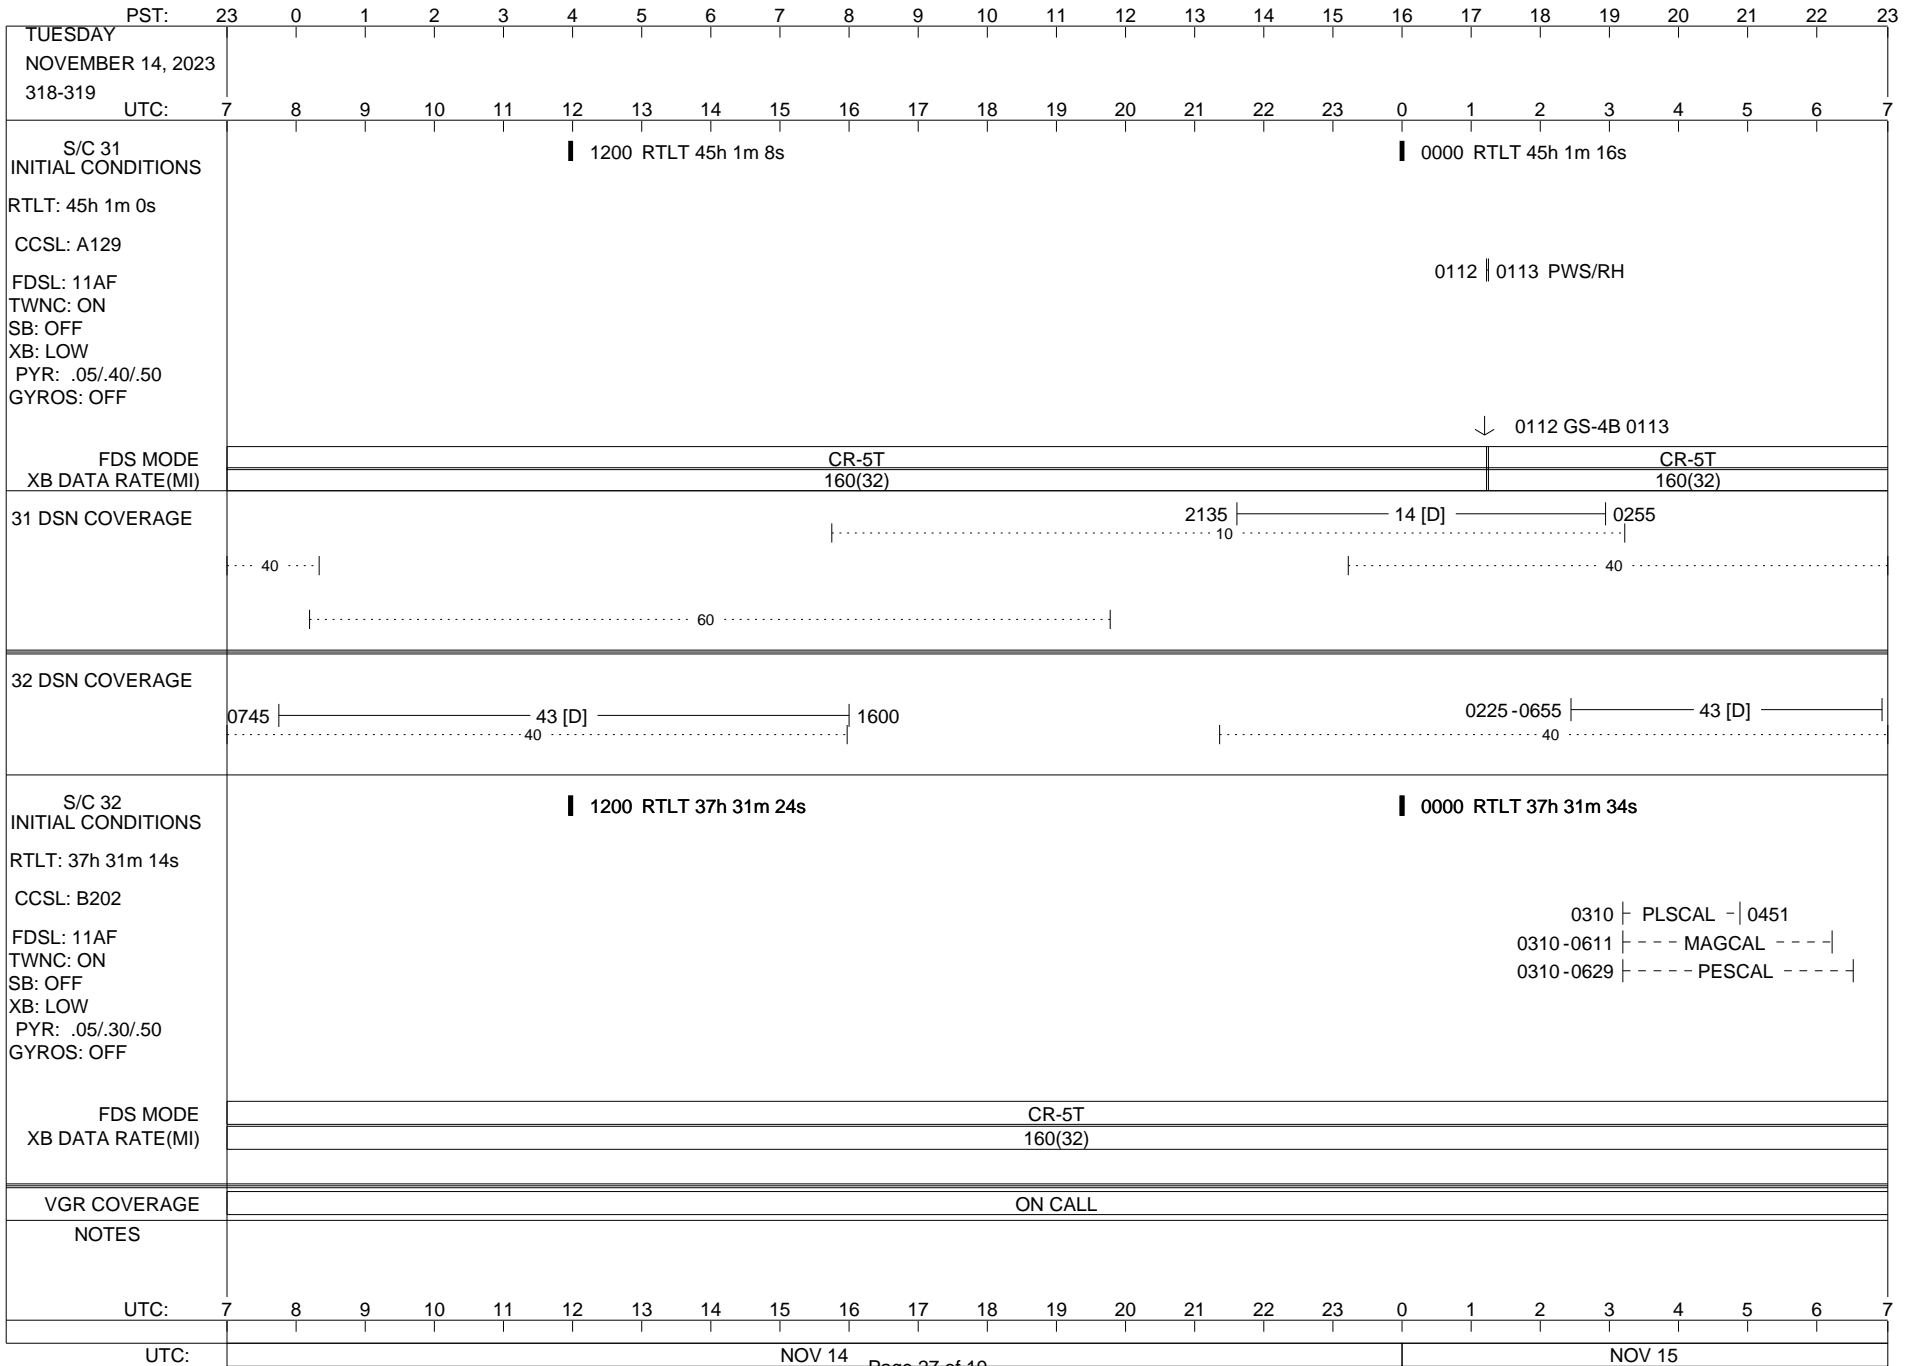 PST: 23 0 1 2 3 4 5 6 7 8 9 10 11 12 13 14 15 16 17 18 19 20 21 22 23
TUESDAY
NOVEMBER 14, 2023
318-319
UTC: 7 8 9 10 11 12 13 14 15 16 17 18 19 20 21 22 23 0 1 2 3 4 5 6 7
S/C 31
INITIAL CONDITIONS
1200 RTLT 45h 1m 8s 0000 RTLT 45h 1m 16s
RTLT: 45h 1m 0s
CCSL: A129
FDSL: 11AF
0112 0113 PWS/RH
TWNC: ON
SB: OFF
XB: LOW
PYR: .05/.40/.50
GYROS: OFF
0112 GS-4B 0113
FDS MODE CR-5T CR-5T
XB DATA RATE(MI) 160(32) 160(32)
31 DSN COVERAGE 2135 14 [D] 0255
10
40 40
60
32 DSN COVERAGE
0745 43 [D] 1600 0225-0655 43 [D]
40 40
S/C 32
INITIAL CONDITIONS
1200 RTLT 37h 31m 24s 0000 RTLT 37h 31m 34s
RTLT: 37h 31m 14s
CCSL: B202
0310 PLSCAL 0451
FDSL: 11AF
0310-0611 MAGCAL
TWNC: ON
0310-0629 PESCAL
SB: OFF
XB: LOW
PYR: .05/.30/.50
GYROS: OFF
FDS MODE CR-5T
XB DATA RATE(MI) 160(32)
VGR COVERAGE ON CALL
NOTES
UTC: 7 8 9 10 11 12 13 14 15 16 17 18 19 20 21 22 23 0 1 2 3 4 5 6 7
UTC: NOV 14 NOV 15
Page 27 of 10